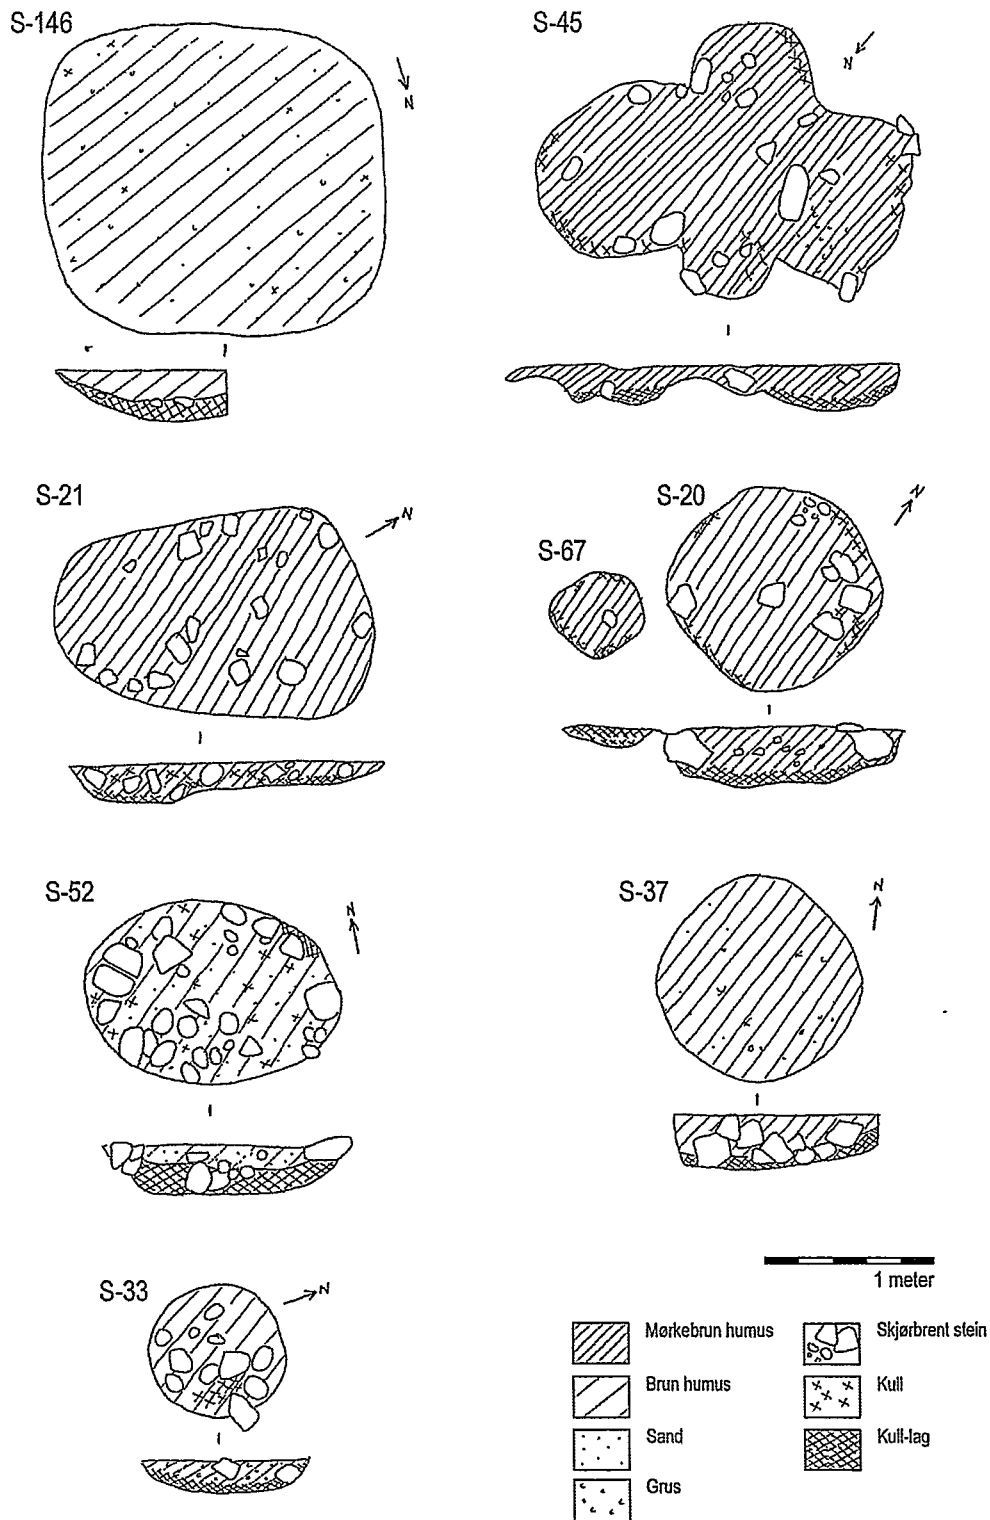 S-146
N
S-45
N
S-21
N
S-20
N
S-67
S-52
N
S-37
N
S-33
N
1 meter
Mørkebrun humus
Skjørbrent stein
Brun humus
Kull
Sand
Kull-lag
Grus